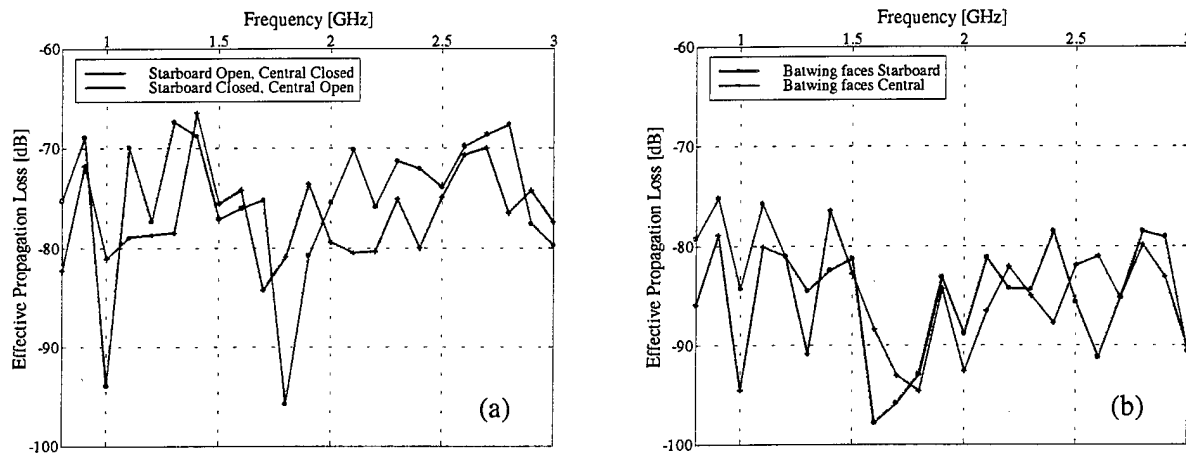 Frequency [GHz]
1 1.5 2 2.5 3
-60
-70
-80
-90
-100
Effective Propagation Loss [dB]
Starboard Open, Central Closed
Starboard Closed, Central Open
(a)
Frequency [GHz]
1 1.5 2 2.5 3
-60
-70
-80
-90
-100
Effective Propagation Loss [dB]
Batwing faces Starboard
Batwing faces Central
(b)